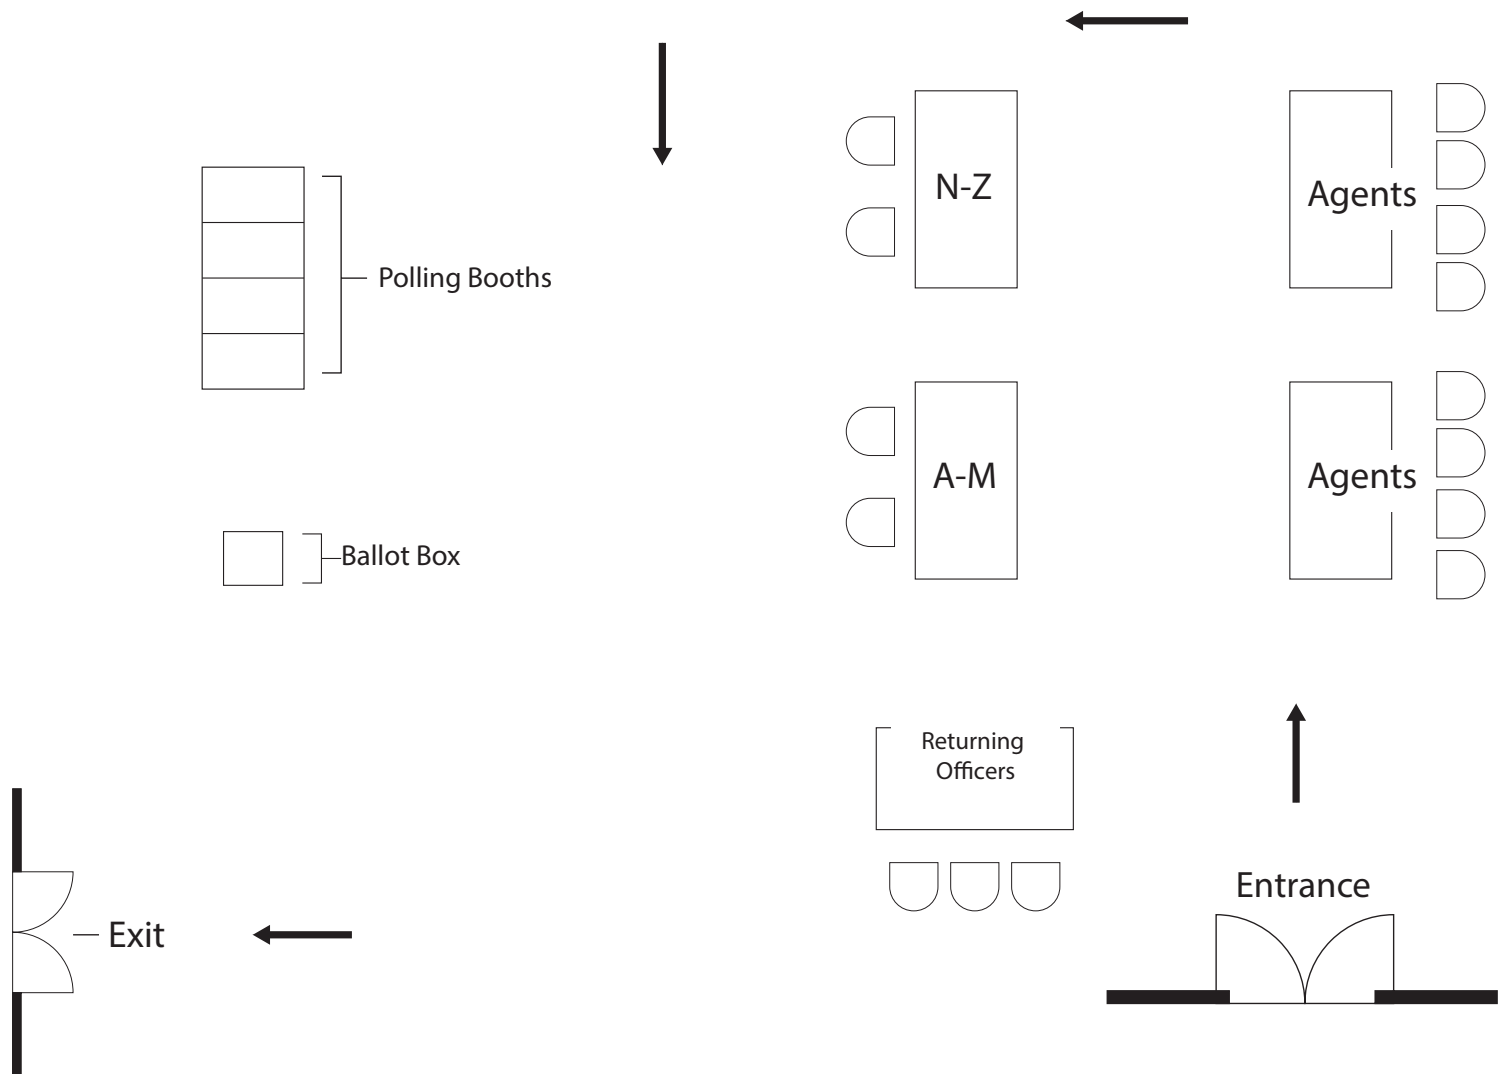 N-Z
Agents
Polling Booths
A-M
Agents
Ballot Box
Returning
Officers
Entrance
Exit